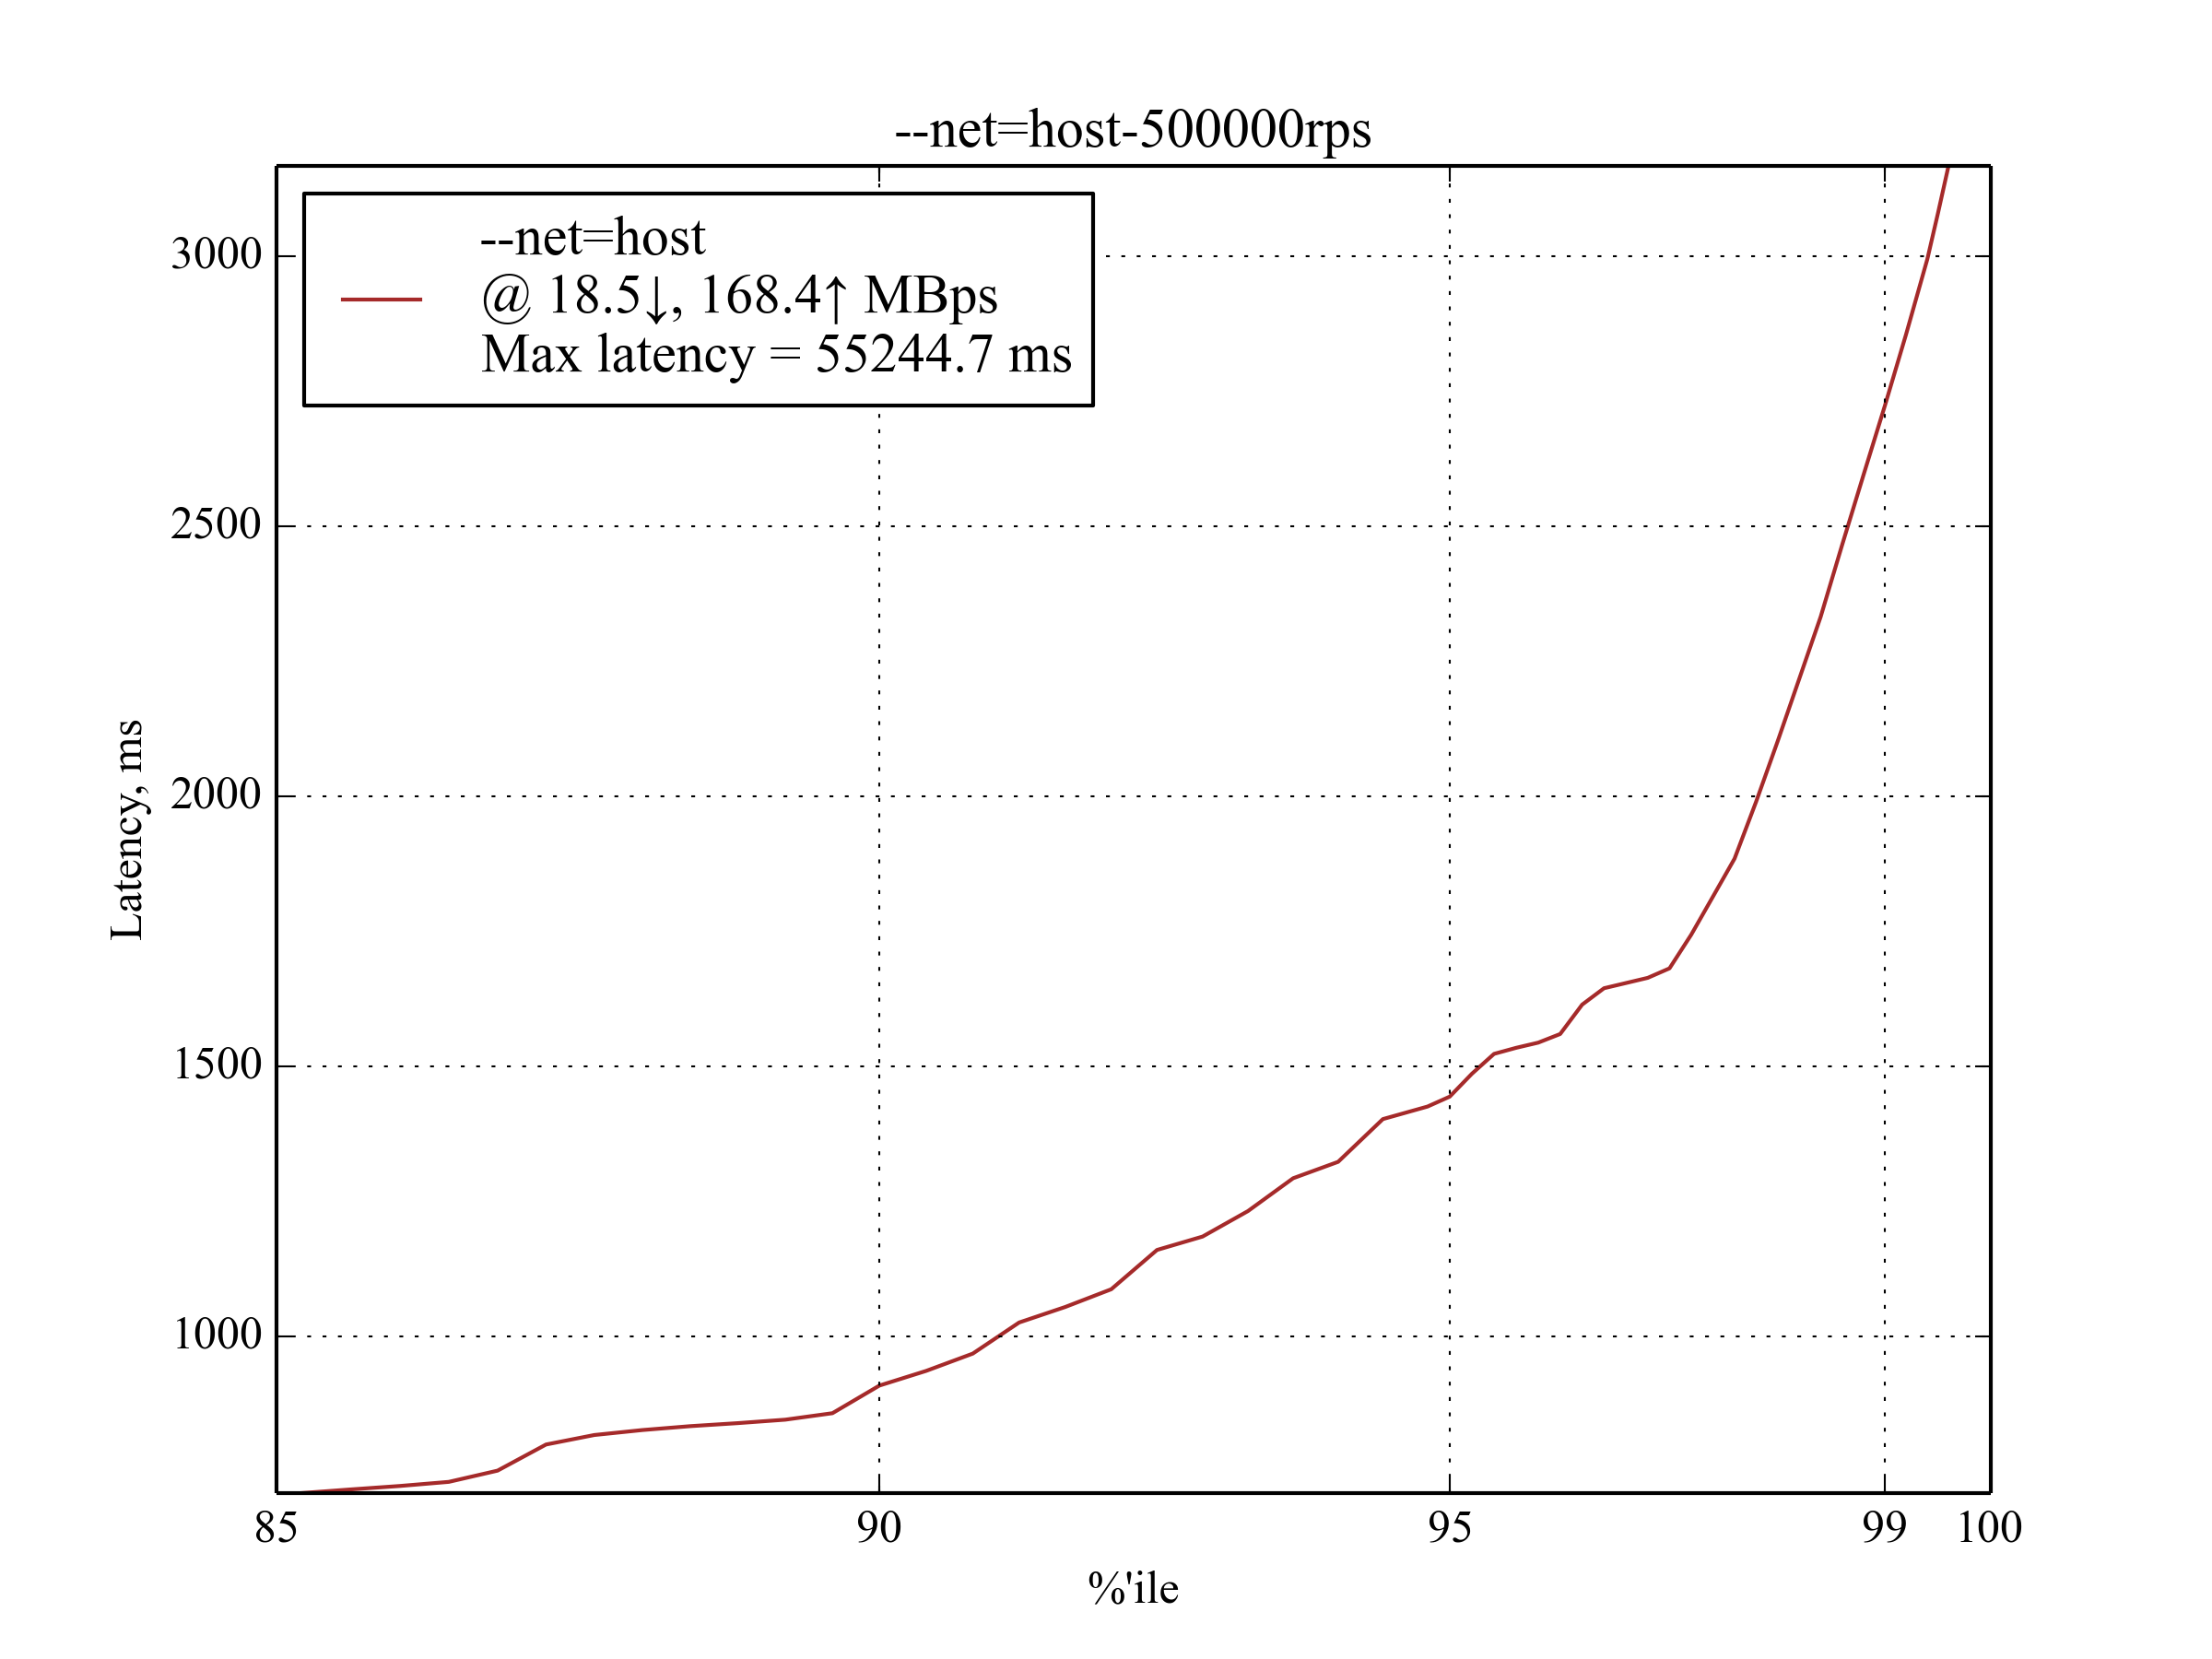 --net=host-500000rps
--net=host
@ 18.5↓, 168.4↑ MBps
Max latency = 55244.7 ms
3000
2500
2000
1500
1000
Latency, ms
85 90 95 99 100
%'ile